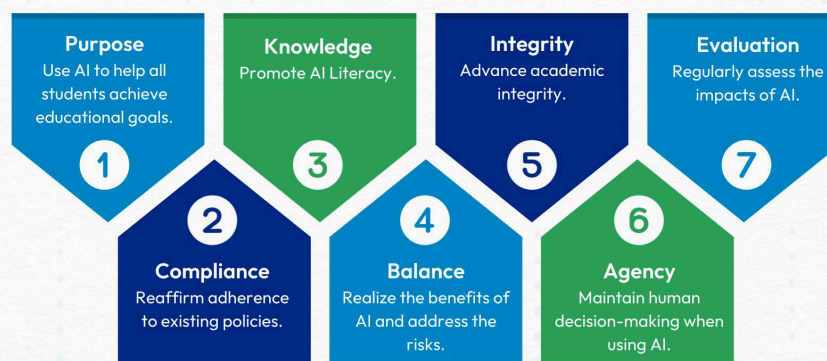 Purpose
Use AI to help all
students achieve
educational goals.
1
2
Compliance
Reaffirm adherence
to existing policies.
Knowledge
Promote AI Literacy.
3
4
Balance
Realize the benefits of
AI and address the
risks.
Integrity
Advance academic
integrity.
5
6
Agency
Maintain human
decision-making when
using AI.
Evaluation
Regularly assess the
impacts of AI.
7